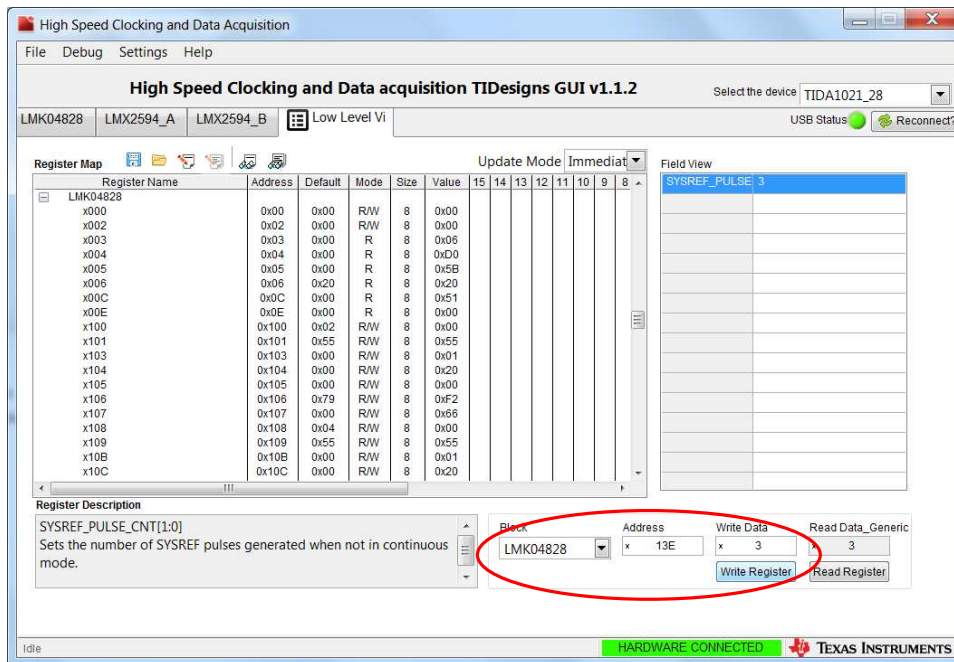 High Speed Clocking and Data Acquisition
File Debug Settings Help
High Speed Clocking and Data acquisition TIDesigns GUI v1.1.2
Select the device TIDA1021_28
LMK04828 LMX2594_A LMX2594_B Low Level Vi
USB Status Reconnect?
Register Map Update Mode Immediat
Field View
Register Name Address Default Mode Size Value 15 14 13 12 11 10 9 8
SYSREF_PULSE 3
LMK04828
x000 0x00 0x00 R/W 8 0x00
x002 0x02 0x00 R/W 8 0x00
x003 0x03 0x00 R 8 0x06
x004 0x04 0x00 R 8 0xD0
x005 0x05 0x00 R 8 0x5B
x006 0x06 0x20 R 8 0x20
x00C 0x0C 0x00 R 8 0x51
x00E 0x0E 0x00 R 8 0x00
x100 0x100 0x02 R/W 8 0x00
x101 0x101 0x55 R/W 8 0x55
x103 0x103 0x00 R/W 8 0x01
x104 0x104 0x00 R/W 8 0x20
x105 0x105 0x00 R/W 8 0x00
x106 0x106 0x79 R/W 8 0xF2
x107 0x107 0x00 R/W 8 0x66
x108 0x108 0x04 R/W 8 0x00
x109 0x109 0x55 R/W 8 0x55
x10B 0x10B 0x00 R/W 8 0x01
x10C 0x10C 0x00 R/W 8 0x20
Register Description
SYSREF_PULSE_CNT[1:0]
Sets the number of SYSREF pulses generated when not in continuous
mode.
Block Address Write Data Read Data_Generic
LMK04828 x 13E x 3 x 3
Write Register Read Register
Idle
HARDWARE CONNECTED
TEXAS INSTRUMENTS